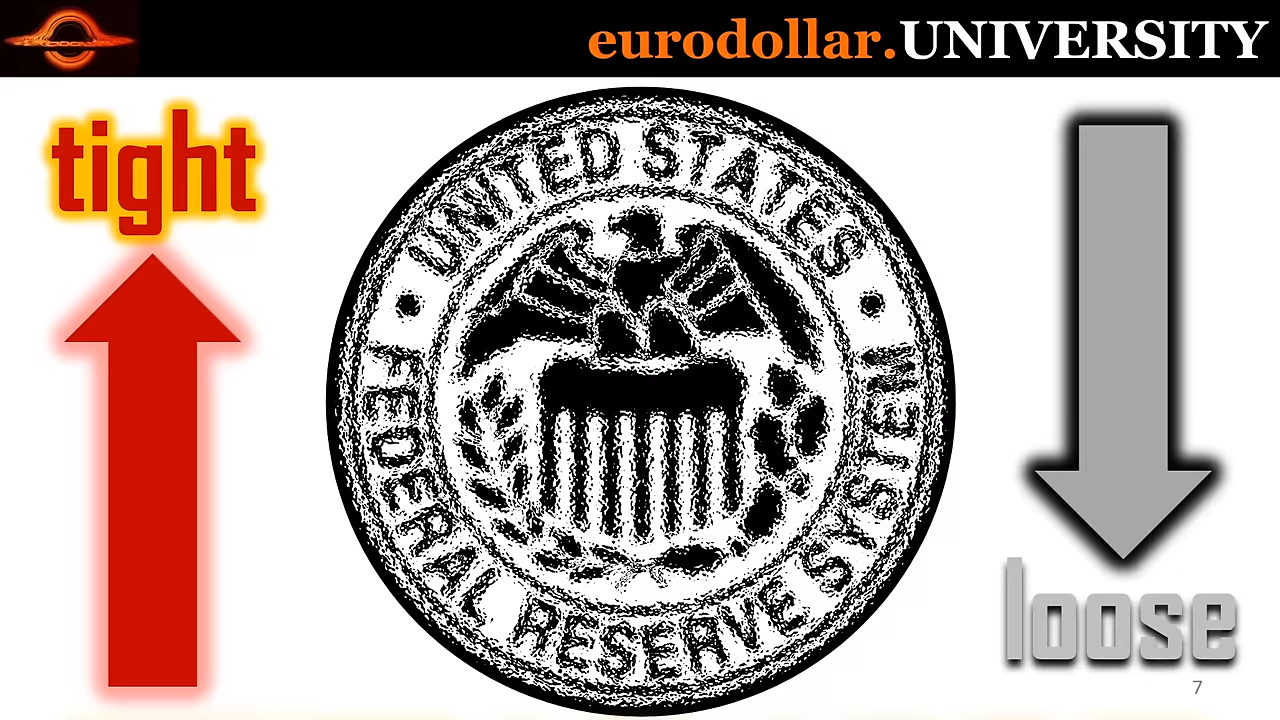 eurodollar.UNIVERSITY
tight
UNITED STATES
FEDERAL RESERVE SYSTEM
loose
7